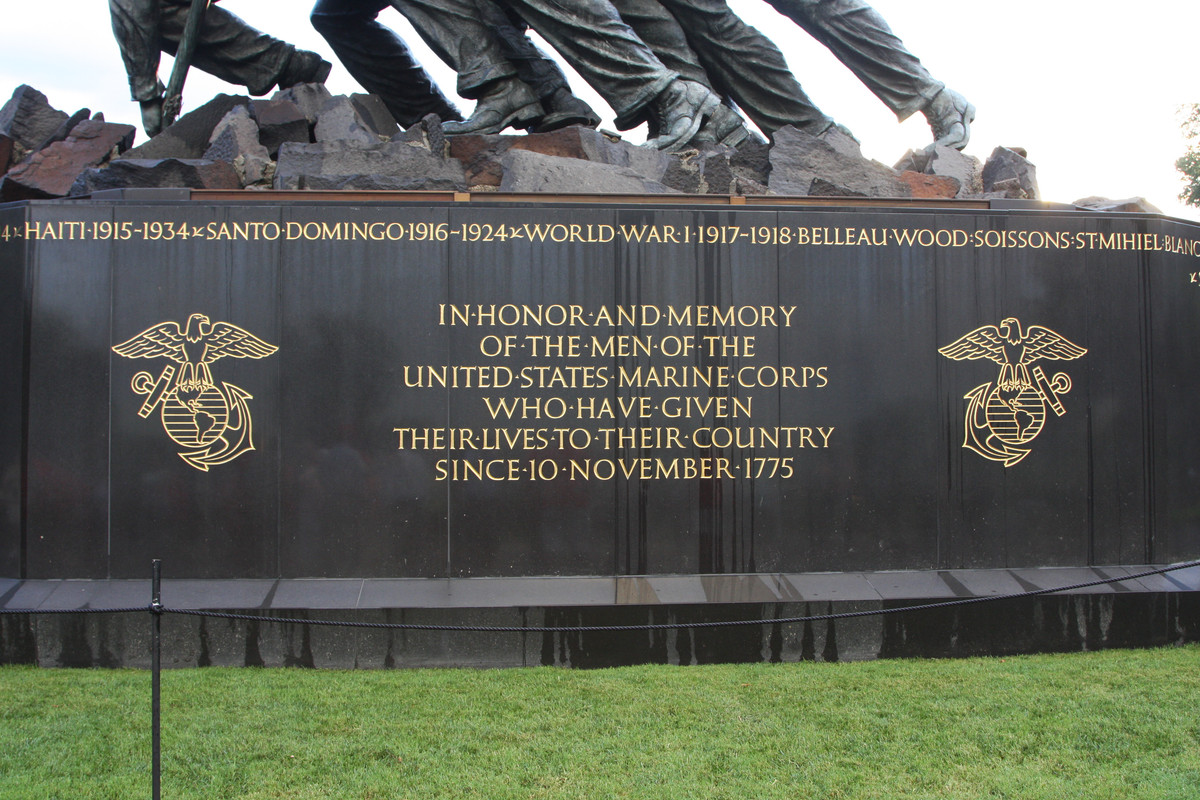 4 HAITI·1915-1934 SANTO·DOMINGO·1916-1924 WORLD·WAR·I·1917-1918·BELLEAU·WOOD:SOISSONS:ST·MIHIEL·BLANC
IN·HONOR·AND·MEMORY
OF·THE·MEN·OF·THE
UNITED·STATES·MARINE·CORPS
WHO·HAVE·GIVEN
THEIR·LIVES·TO·THEIR·COUNTRY
SINCE·10·NOVEMBER·1775